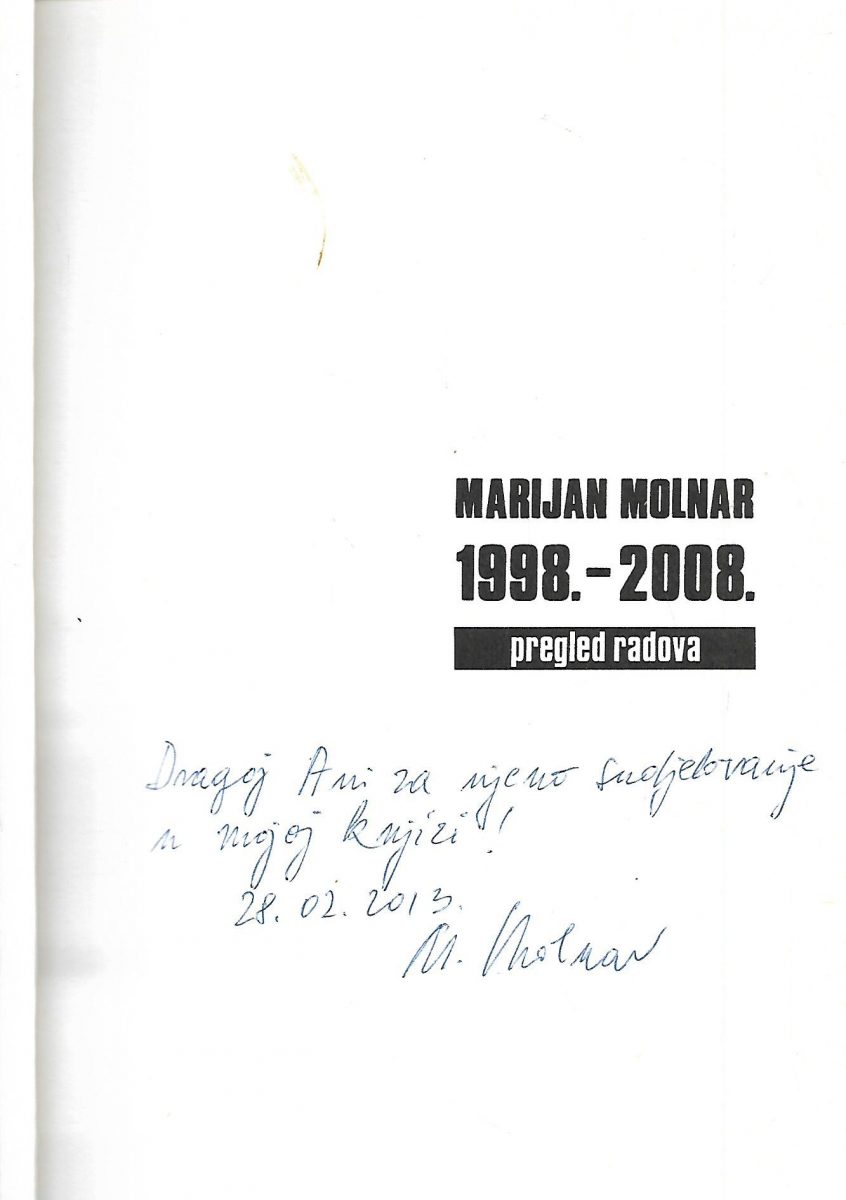 MARIJAN MOLNAR
1998.-2008.
pregled radova
Dragoj Ani za njeno sudjelovanje
u mojoj knjizi!
28.02.2013.
M. Molnar